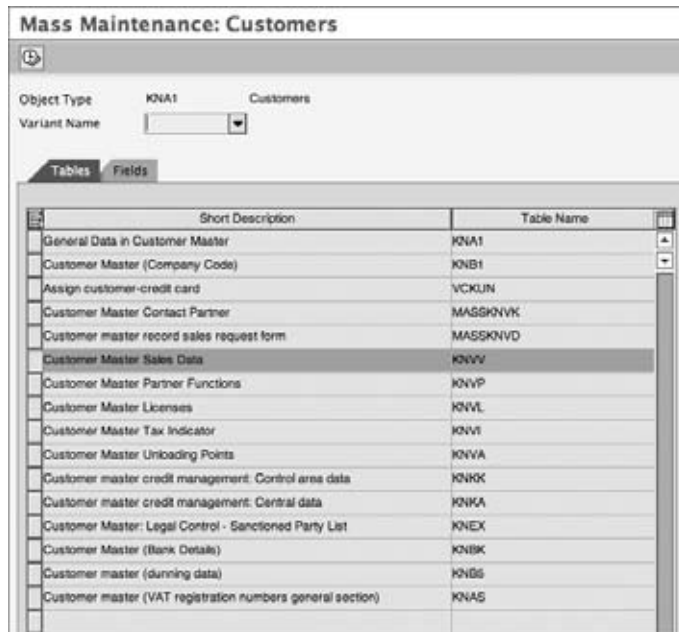 Mass Maintenance: Customers
Object Type KNA1 Customers
Variant Name
Tables Fields
Short Description Table Name
General Data in Customer Master KNA1
Customer Master (Company Code) KNB1
Assign customer-credit card VCKUN
Customer Master Contact Partner MASSKNVK
Customer master record sales request form MASSKNVD
Customer Master Sales Data KNVV
Customer Master Partner Functions KNVP
Customer Master Licenses KNVL
Customer Master Tax Indicator KNVI
Customer Master Unloading Points KNVA
Customer master credit management: Control area data KNKK
Customer master credit management: Central data KNKA
Customer Master: Legal Control - Sanctioned Party List KNEX
Customer Master (Bank Details) KNBK
Customer master (dunning data) KNB5
Customer master (VAT registration numbers general section) KNAS